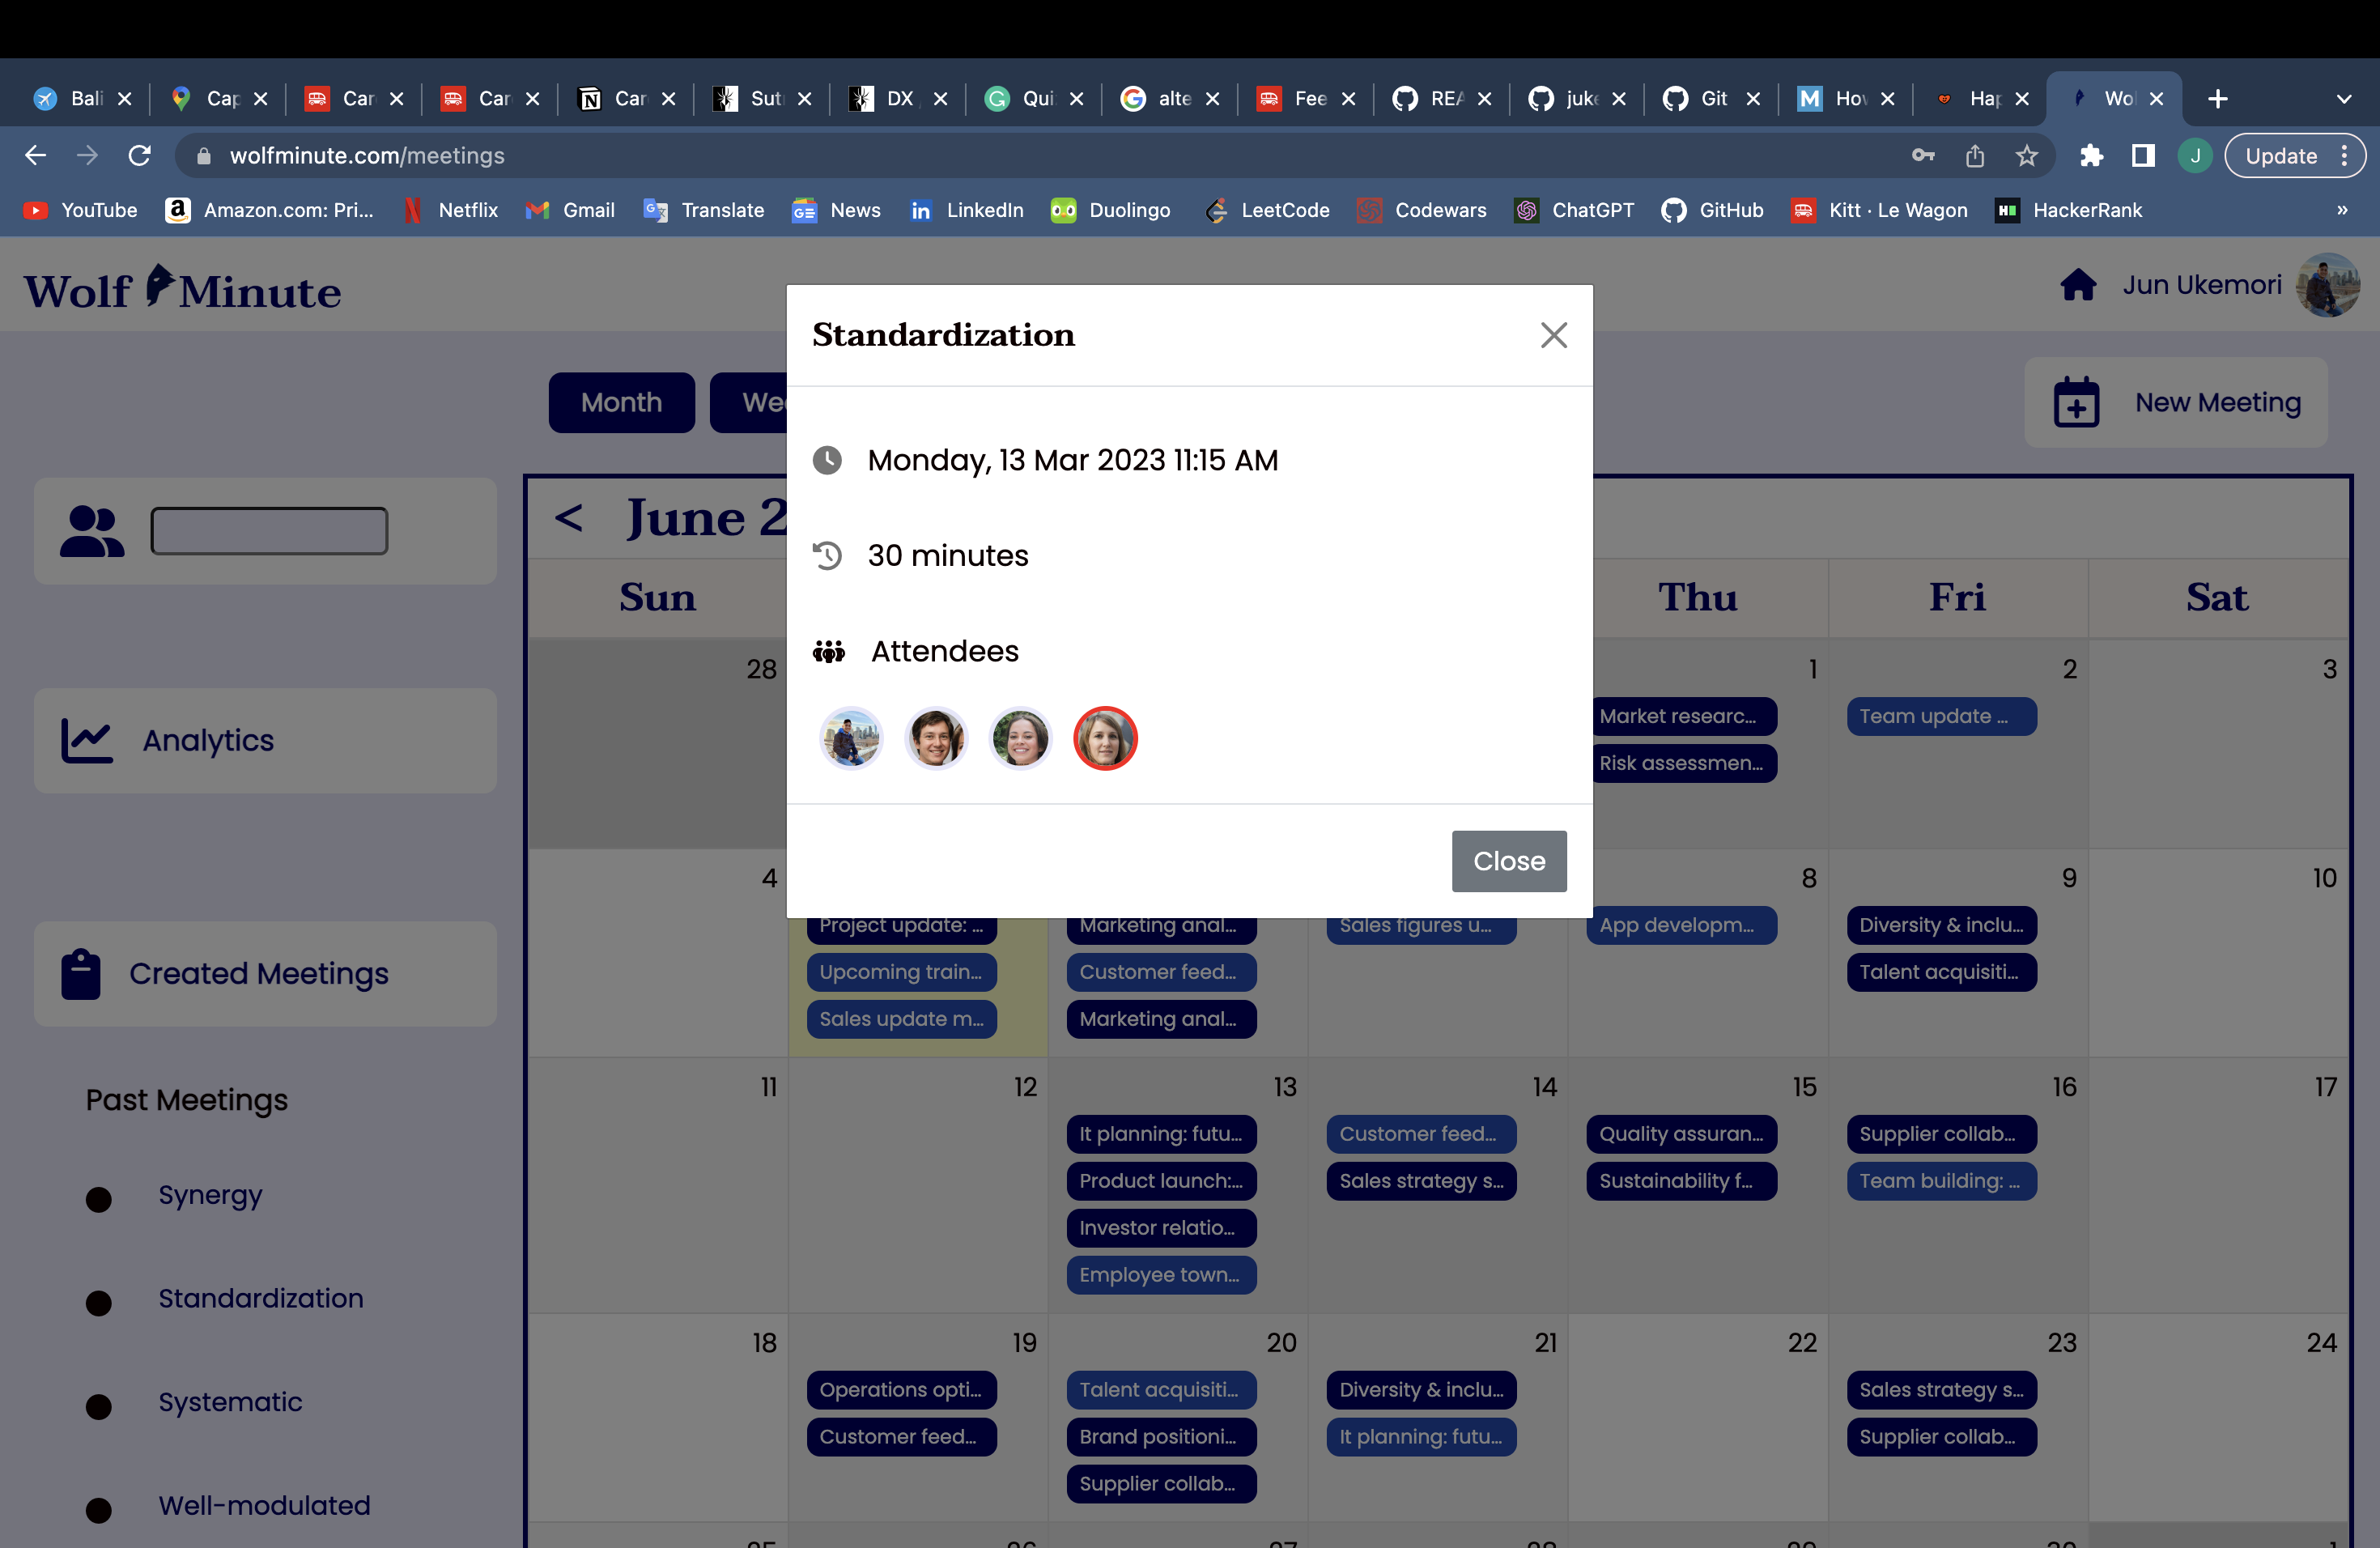 Bali
Cap
Car
Car
Car
Sut
DX
Qui
alte
Fee
REA
juke
Git
Hov
Hap
Wol
wolfminute.com/meetings
J
Update
YouTube
Amazon.com: Pri...
Netflix
Gmail
Translate
News
LinkedIn
Duolingo
LeetCode
Codewars
ChatGPT
GitHub
Kitt · Le Wagon
HackerRank
»
Wolf Minute
Jun Ukemori
Month
We
New Meeting
Standardization
Monday, 13 Mar 2023 11:15 AM
30 minutes
Attendees
Close
Analytics
Created Meetings
Past Meetings
Synergy
Standardization
Systematic
Well-modulated
< June 2
Sun
Thu
Fri
Sat
28
1
Market researc...
Risk assessmen...
2
Team update ...
3
4
Project update: ...
Upcoming train...
Sales update m...
Marketing anal...
Customer feed...
Marketing anal...
Sales figures u...
8
App developm...
9
Diversity & inclu...
Talent acquisiti...
10
11
12
13
It planning: futu...
Product launch:...
Investor relatio...
Employee town...
14
Customer feed...
Sales strategy s...
15
Quality assuran...
Sustainability f...
16
Supplier collab...
Team building: ...
17
18
19
Operations opti...
Customer feed...
20
Talent acquisiti...
Brand positioni...
Supplier collab...
21
Diversity & inclu...
It planning: futu...
22
23
Sales strategy s...
Supplier collab...
24